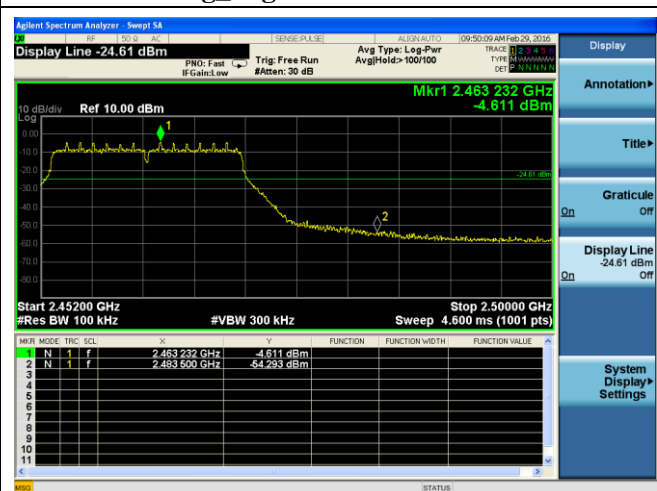 Agilent Spectrum Analyzer - Swept SA
RF 50 Ω AC SENSE:PULSE ALIGN AUTO 09:50:09 AM Feb 29, 2016
Display Line -24.61 dBm
PNO: Fast
IFGain:Low
Trig: Free Run
#Atten: 30 dB
Avg Type: Log-Pwr
Avg|Hold:>100/100
TRACE 1 2 3 4 5 6
TYPE M
DET P N N N N N
Mkr1 2.463 232 GHz
-4.611 dBm
10 dB/div Ref 10.00 dBm
Log
1
0.00
-10.0
-20.0
-24.61 dBm
-30.0
-40.0
2
-50.0
-60.0
-70.0
-80.0
Start 2.45200 GHz Stop 2.50000 GHz
#Res BW 100 kHz #VBW 300 kHz Sweep 4.600 ms (1001 pts)
MKR MODE TRC SCL X Y FUNCTION FUNCTION WIDTH FUNCTION VALUE
1 N 1 f 2.463 232 GHz -4.611 dBm
2 N 1 f 2.483 500 GHz -54.293 dBm
3
4
5
6
7
8
9
10
11
MSG STATUS
Display
Annotation
Title
Graticule
On Off
Display Line
-24.61 dBm
On Off
System
Display
Settings